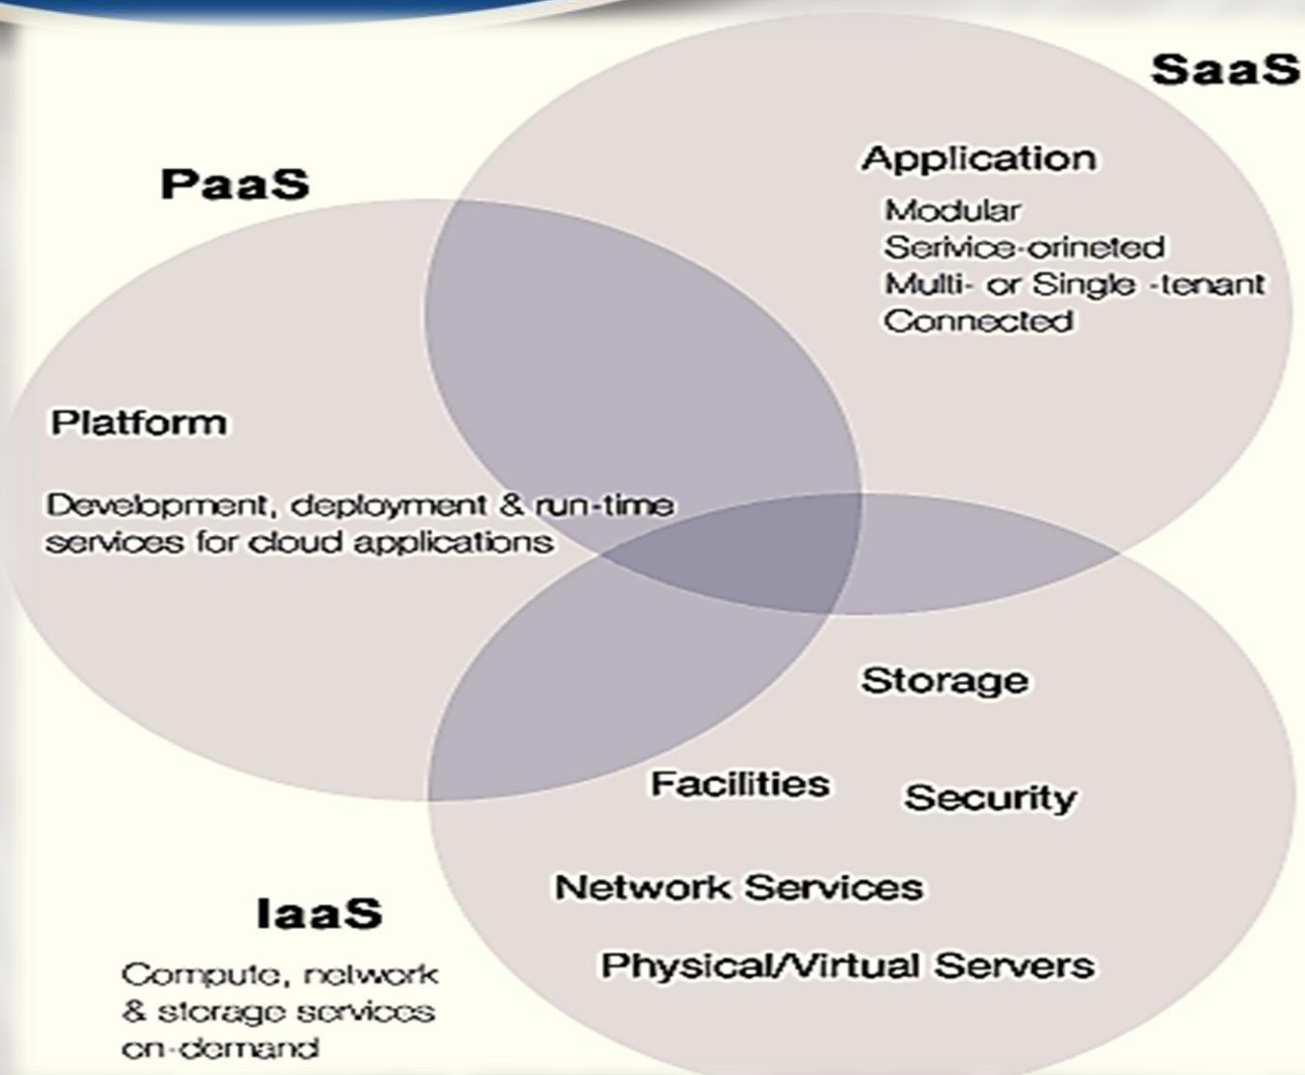 SaaS
Application
Modular
Serivice-orineted
Multi- or Single -tenant
Connected
PaaS
Platform
Development, deployment & run-time
services for cloud applications
Storage
Facilities
Security
Network Services
Physical/Virtual Servers
IaaS
Compute, network
& storage services
on-demand